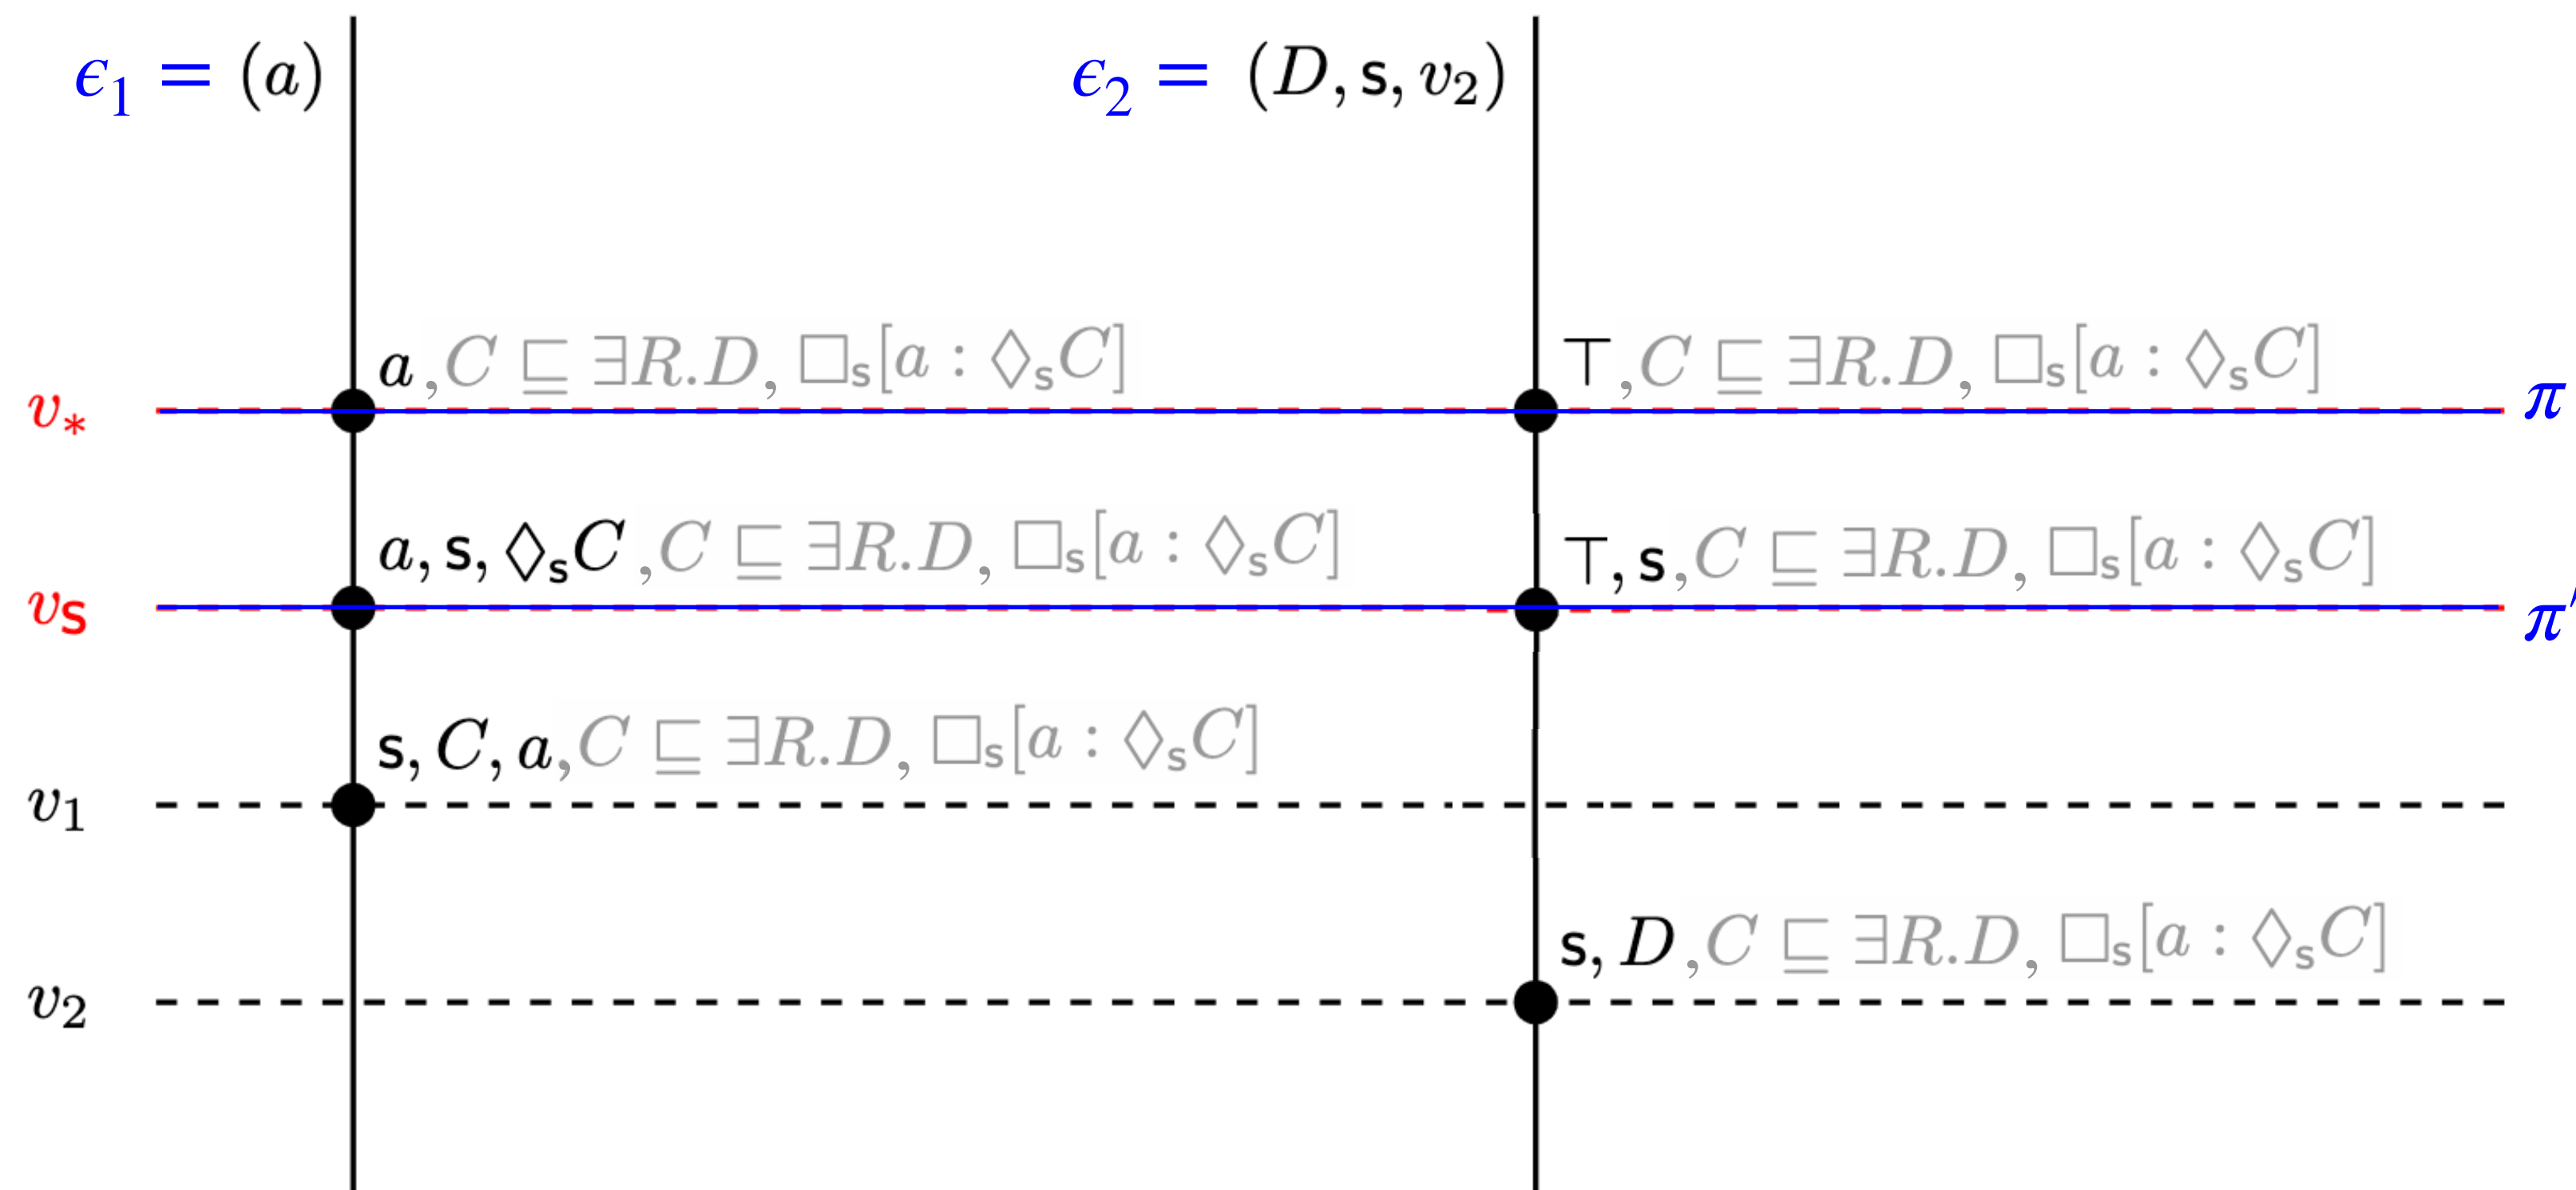 ϵ₁ = (a) ϵ₂ = (D, s, v₂)
a, C ⊑ ∃R.D, □ₛ[a : ◇ₛC] ⊤, C ⊑ ∃R.D, □ₛ[a : ◇ₛC]
v* π
a, s, ◇ₛC, C ⊑ ∃R.D, □ₛ[a : ◇ₛC] ⊤, s, C ⊑ ∃R.D, □ₛ[a : ◇ₛC]
vₛ π′
s, C, a, C ⊑ ∃R.D, □ₛ[a : ◇ₛC]
v₁
s, D, C ⊑ ∃R.D, □ₛ[a : ◇ₛC]
v₂